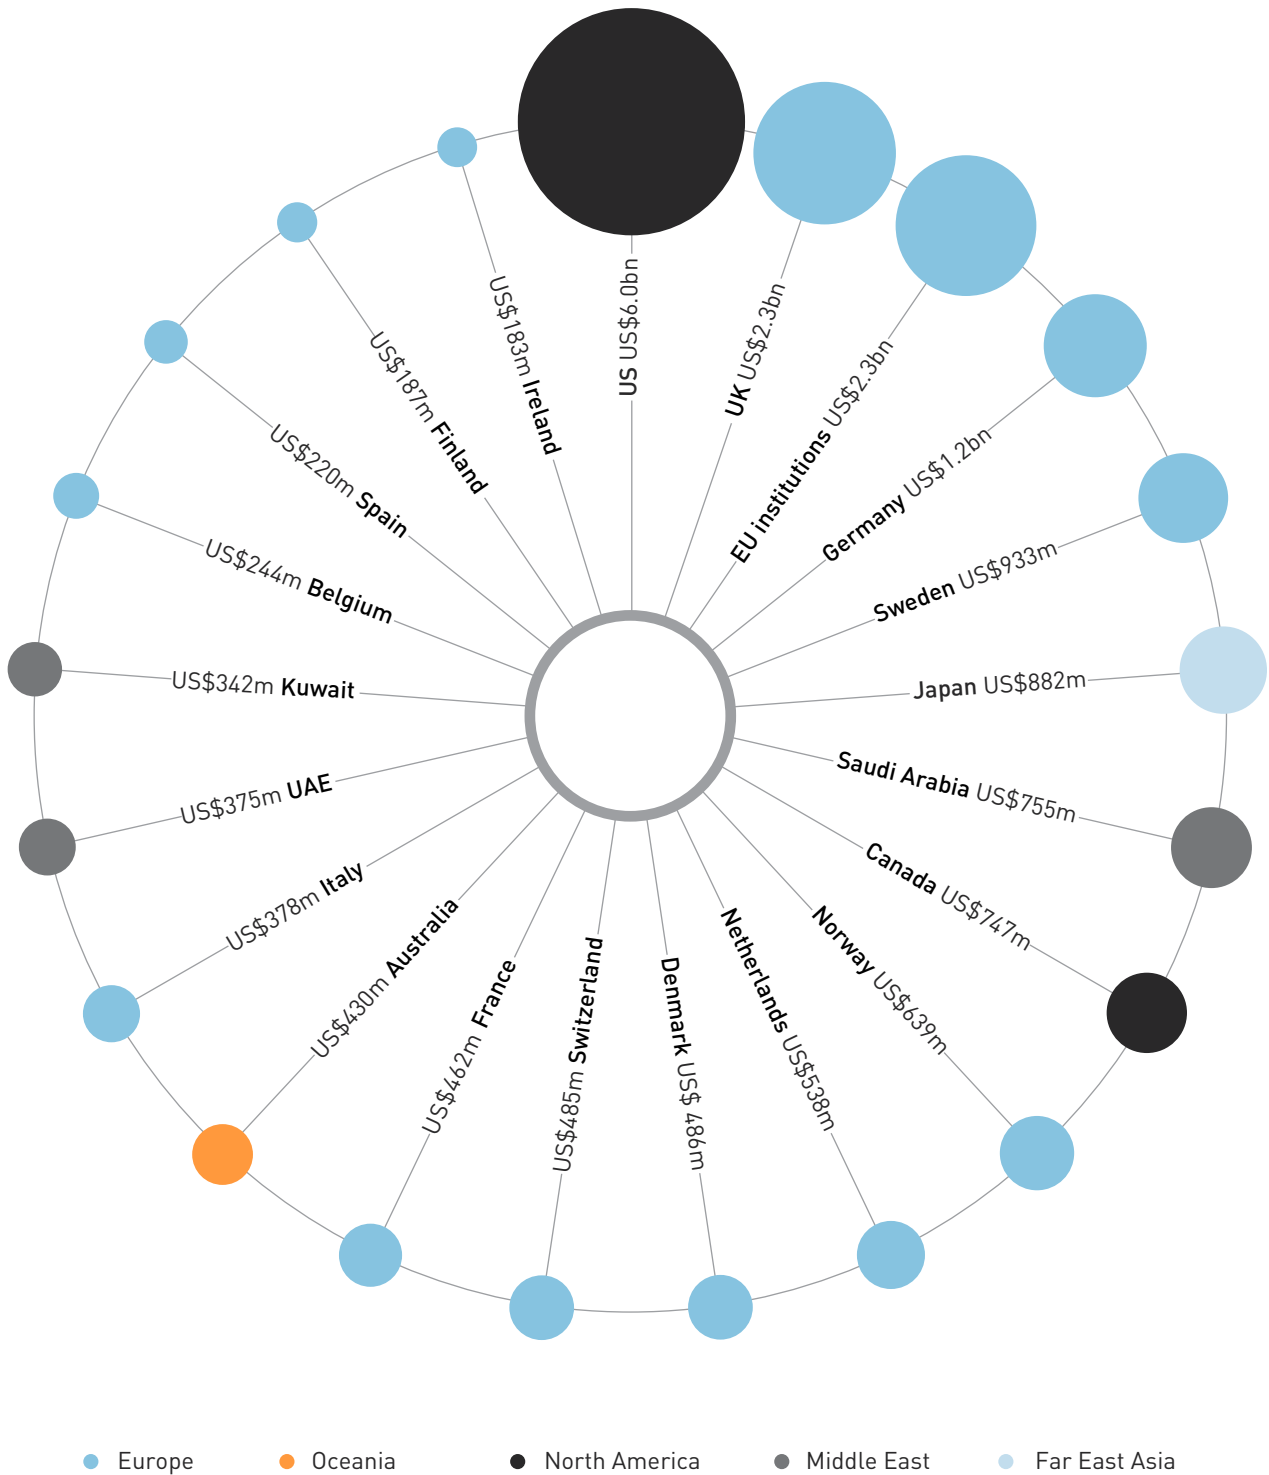 US US$6.0bn
UK US$2.3bn
EU institutions US$2.3bn
Germany US$1.2bn
Sweden US$933m
Japan US$882m
Saudi Arabia US$755m
Canada US$747m
Norway US$639m
Netherlands US$538m
Denmark US$ 486m
US$485m Switzerland
US$462m France
US$430m Australia
US$378m Italy
US$375m UAE
US$342m Kuwait
US$244m Belgium
US$220m Spain
US$187m Finland
US$183m Ireland
Europe
Oceania
North America
Middle East
Far East Asia